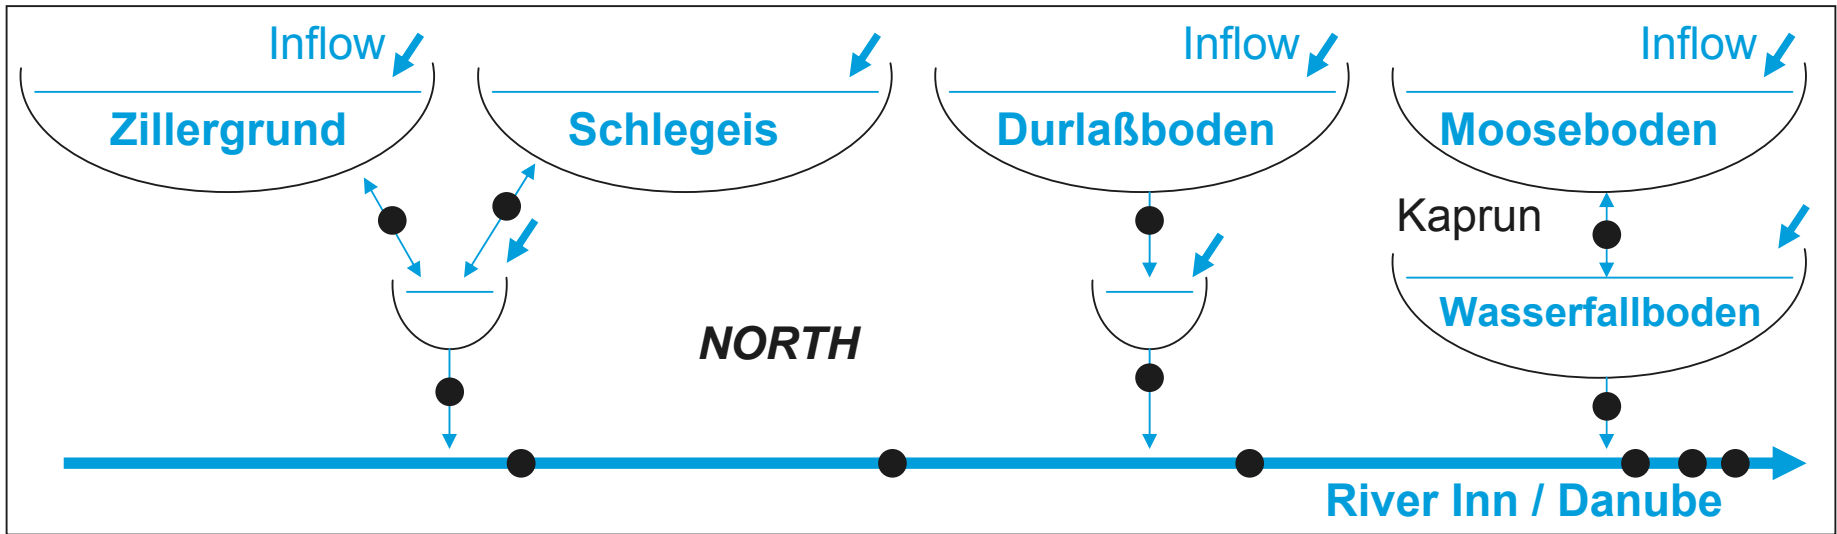 Inflow
Inflow
Inflow
Zillergrund
Schlegeis
Durlaßboden
Mooseboden
Kaprun
Wasserfallboden
NORTH
River Inn / Danube